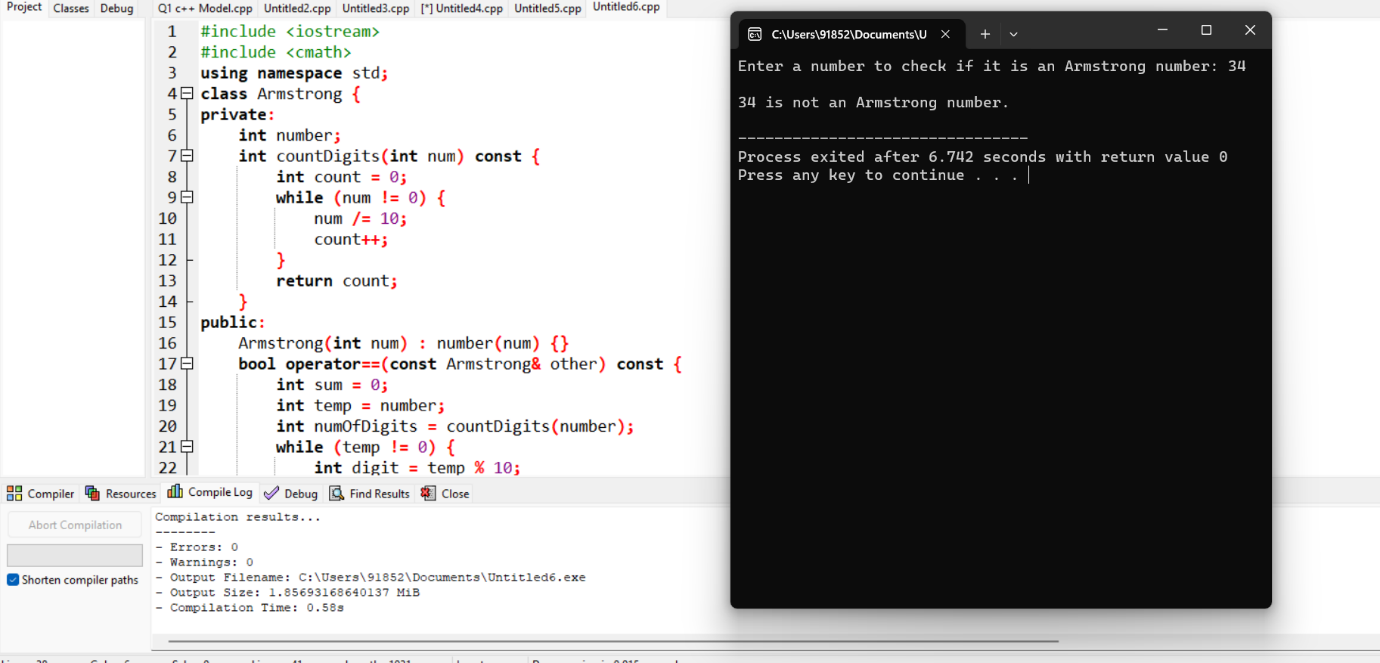 Project Classes Debug
Q1 c++ Model.cpp Untitled2.cpp Untitled3.cpp [*] Untitled4.cpp Untitled5.cpp Untitled6.cpp
1 #include <iostream>
2 #include <cmath>
3 using namespace std;
4 class Armstrong {
5 private:
6 int number;
7 int countDigits(int num) const {
8 int count = 0;
9 while (num != 0) {
10 num /= 10;
11 count++;
12 }
13 return count;
14 }
15 public:
16 Armstrong(int num) : number(num) {}
17 bool operator==(const Armstrong& other) const {
18 int sum = 0;
19 int temp = number;
20 int numOfDigits = countDigits(number);
21 while (temp != 0) {
22 int digit = temp % 10;
C:\Users\91852\Documents\U
Enter a number to check if it is an Armstrong number: 34
34 is not an Armstrong number.
--------------------------------
Process exited after 6.742 seconds with return value 0
Press any key to continue . . .
Compiler Resources Compile Log Debug Find Results Close
Abort Compilation
Shorten compiler paths
Compilation results...
--------
- Errors: 0
- Warnings: 0
- Output Filename: C:\Users\91852\Documents\Untitled6.exe
- Output Size: 1.85693168640137 MiB
- Compilation Time: 0.58s